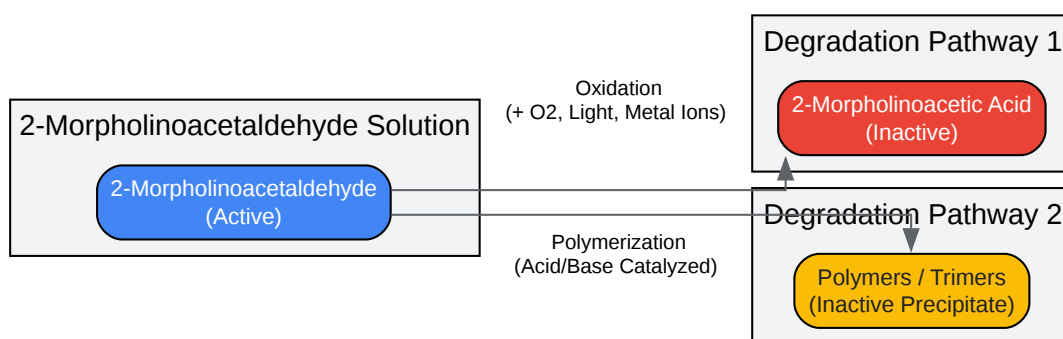 2-Morpholinoacetaldehyde Solution
2-Morpholinoacetaldehyde
(Active)
Oxidation
(+ O2, Light, Metal Ions)
Polymerization
(Acid/Base Catalyzed)
Degradation Pathway 1
2-Morpholinoacetic Acid
(Inactive)
Degradation Pathway 2
Polymers / Trimers
(Inactive Precipitate)